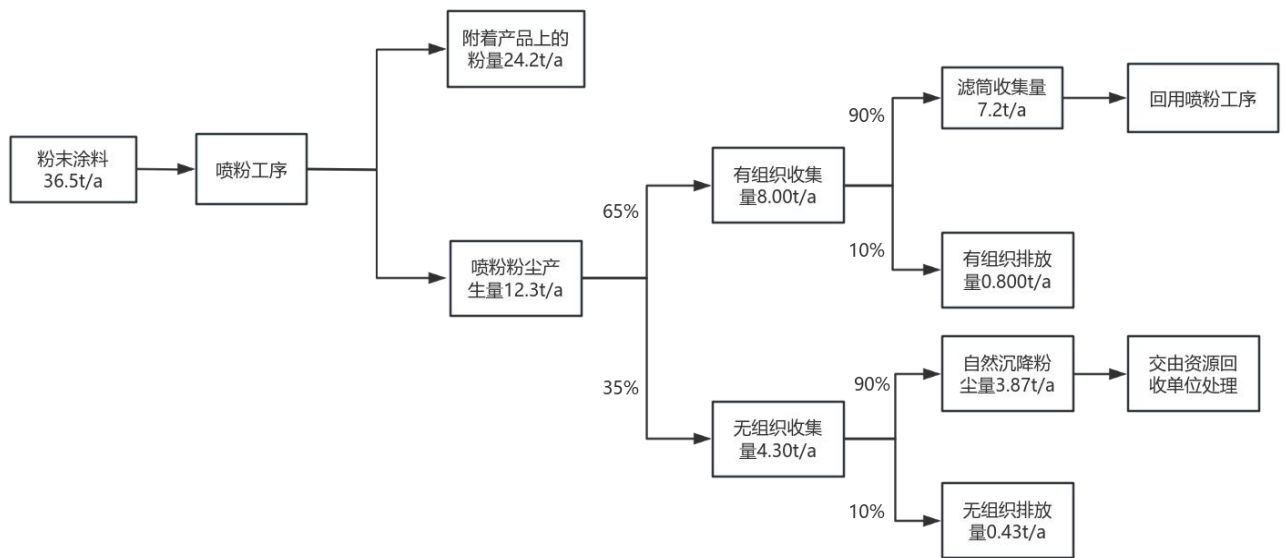 附着产品上的
粉量24.2t/a
滤筒收集量
7.2t/a
回用喷粉工序
90%
粉末涂料
36.5t/a
喷粉工序
有组织收集
量8.00t/a
65%
10%
喷粉粉尘产
生量12.3t/a
有组织排放
量0.800t/a
35%
90%
自然沉降粉
尘量3.87t/a
交由资源回
收单位处理
无组织收集
量4.30t/a
10%
无组织排放
量0.43t/a